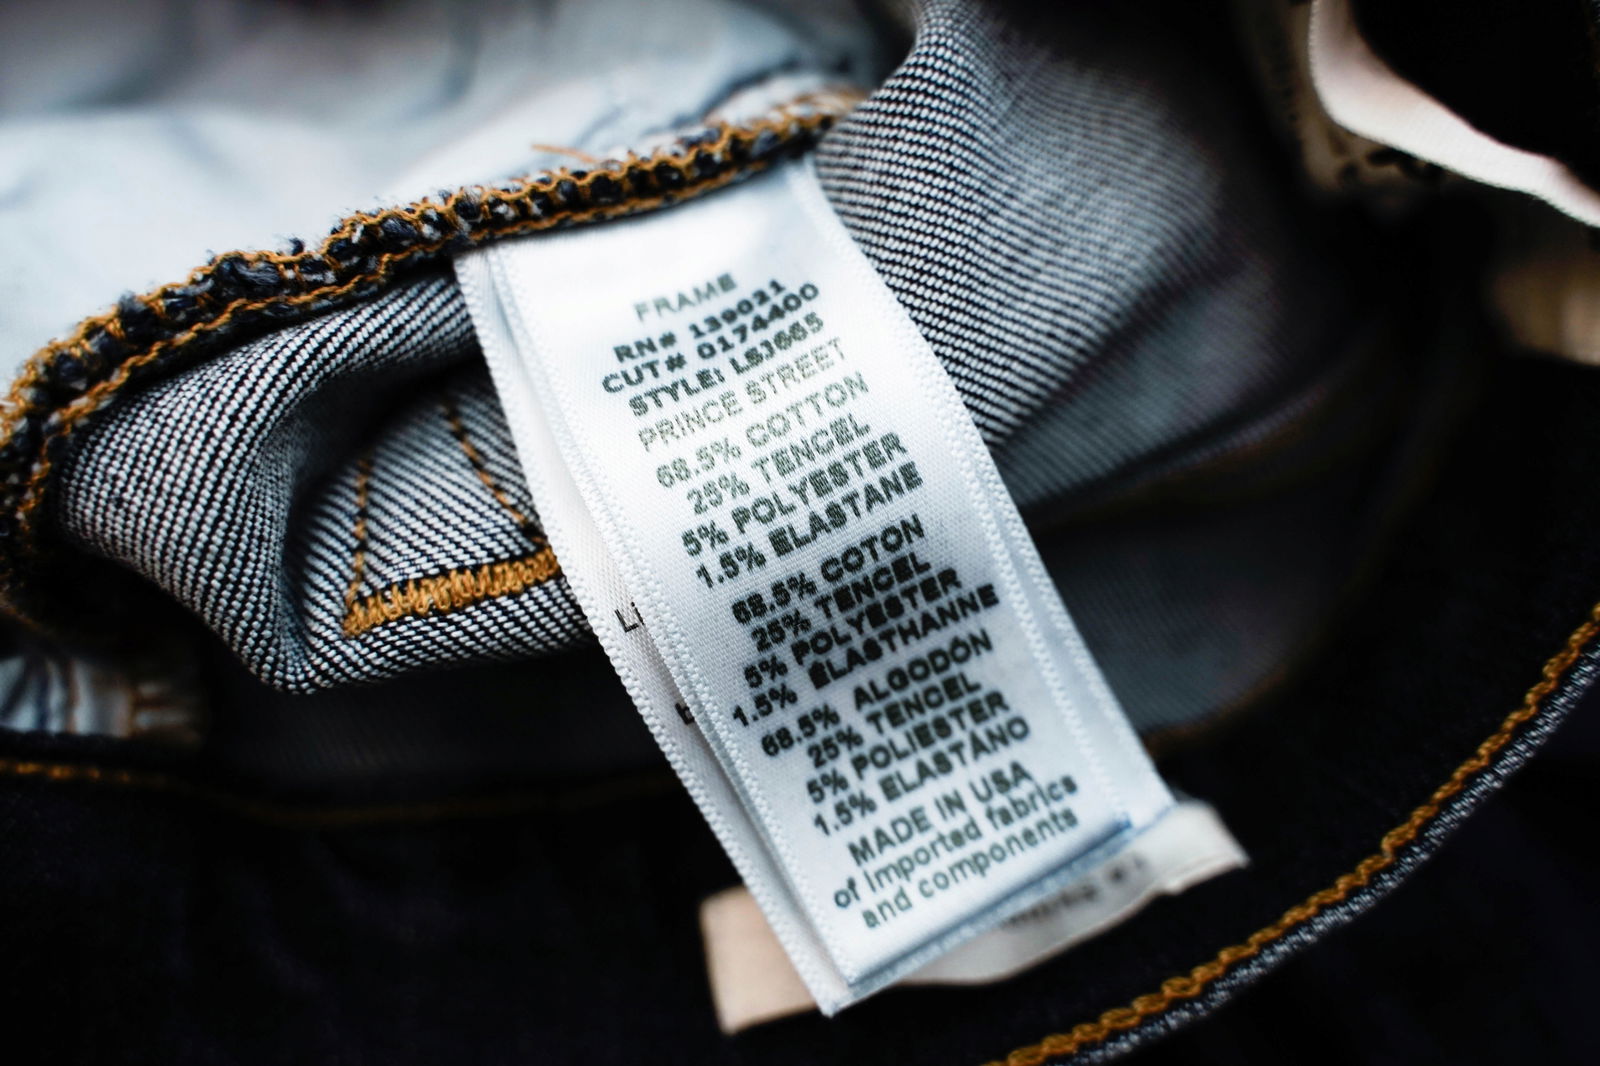 FRAME
RN# 139021
CUT# 0174400
STYLE: LSJ665
PRINCE STREET
68.5% COTTON
25% TENCEL
5% POLYESTER
1.5% ELASTANE
68.5% COTON
25% TENCEL
5% POLYESTER
1.5% ÉLASTHANNE
68.5% ALGODÓN
25% TENCEL
5% POLIESTER
1.5% ELASTANO
MADE IN USA
of imported fabrics
and components
Li